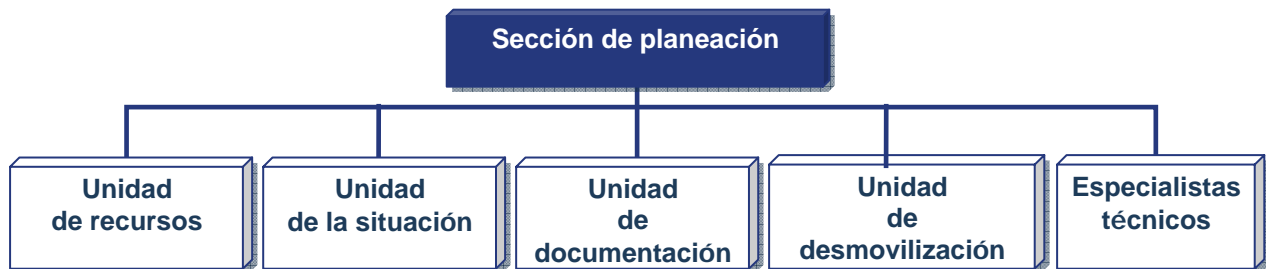 Sección de planeación
Unidad
de recursos
Unidad
de la situación
Unidad
de
documentación
Unidad
de
desmovilización
Especialistas
técnicos